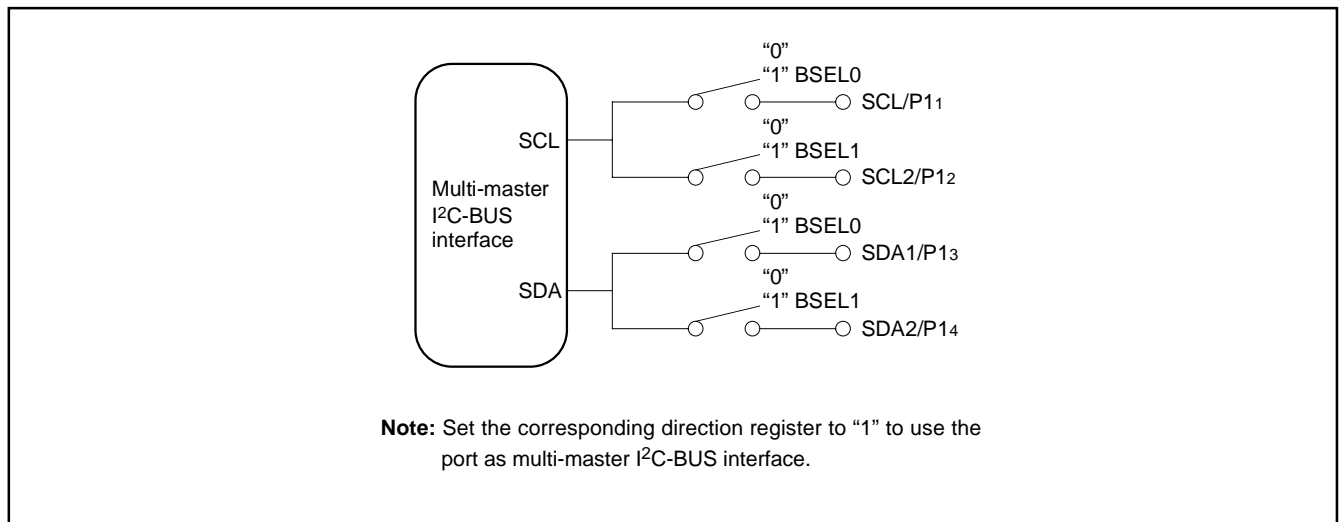 “0”
“1” BSEL0
SCL/P11
“0”
“1” BSEL1
SCL2/P12
“0”
“1” BSEL0
SDA1/P13
“0”
“1” BSEL1
SDA2/P14
SCL
Multi-master
I2C-BUS
interface
SDA
Note: Set the corresponding direction register to “1” to use the
port as multi-master I2C-BUS interface.